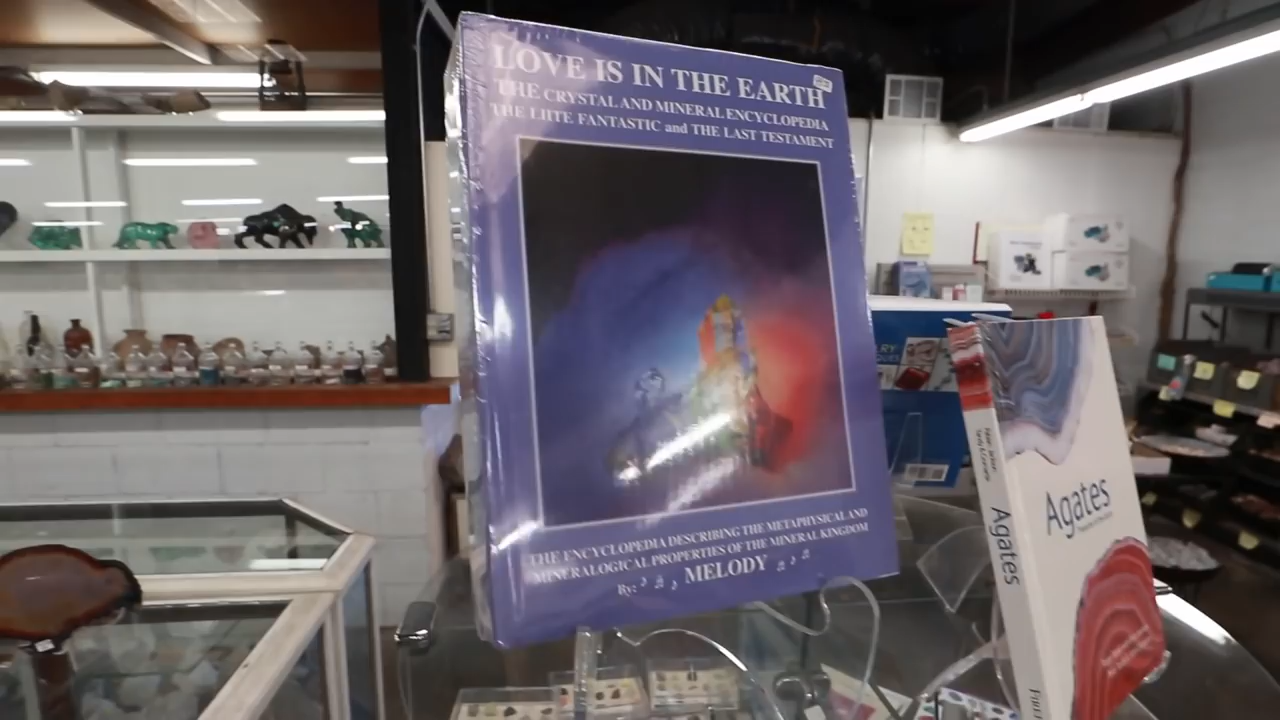 LOVE IS IN THE EARTH
THE CRYSTAL AND MINERAL ENCYCLOPEDIA
THE LIITE FANTASTIC and THE LAST TESTAMENT
THE ENCYCLOPEDIA DESCRIBING THE METAPHYSICAL AND
MINERALOGICAL PROPERTIES OF THE MINERAL KINGDOM
By: MELODY
Agates
Agates